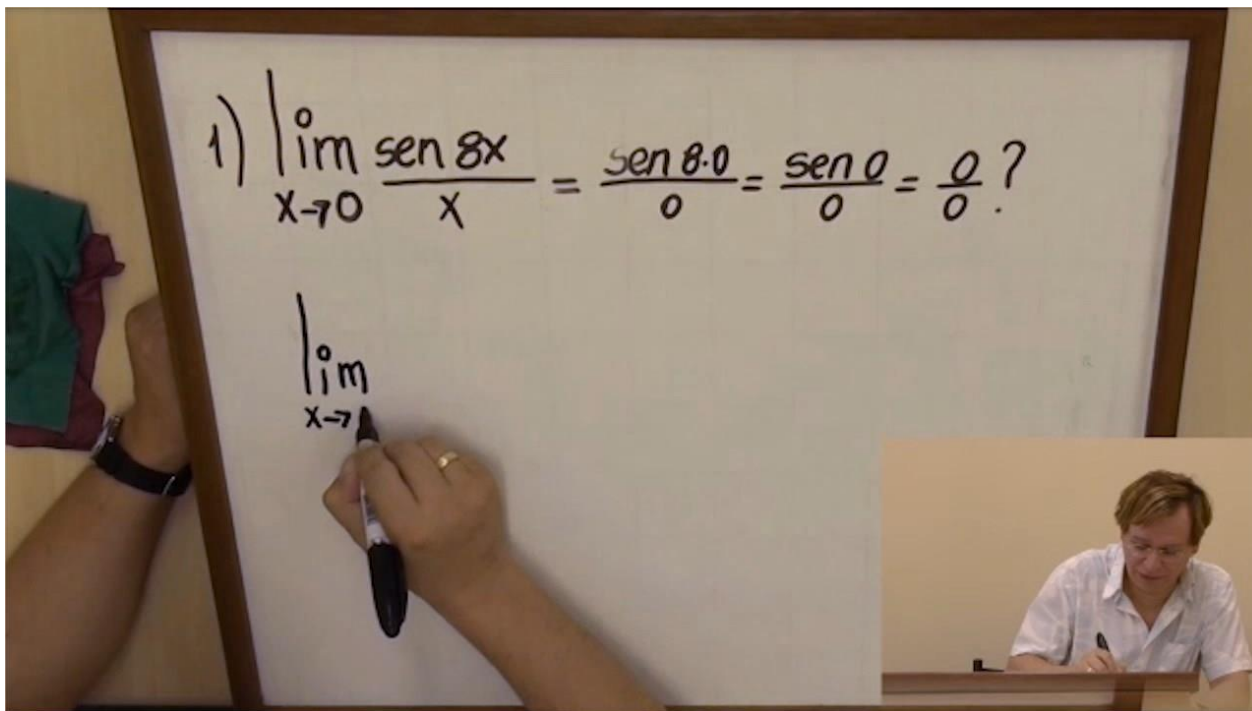 1) lim sen 8x / x = sen 8·0 / 0 = sen 0 / 0 = 0 / 0 ?
x→0
lim
x→